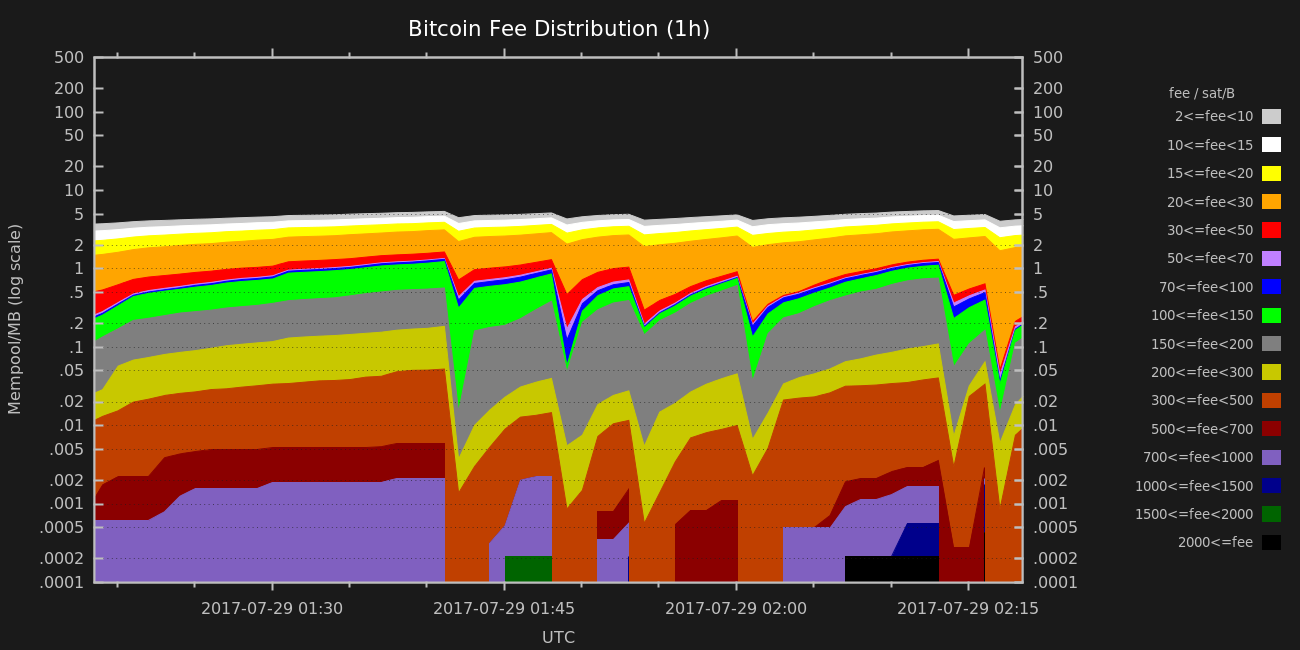 Bitcoin Fee Distribution (1h)
500 500
200 200
100 100
50 50
20 20
10 10
5 5
2 2
1 1
.5 .5
.2 .2
.1 .1
.05 .05
.02 .02
.01 .01
.005 .005
.002 .002
.001 .001
.0005 .0005
.0002 .0002
.0001 .0001
Mempool/MB (log scale)
2017-07-29 01:30 2017-07-29 01:45 2017-07-29 02:00 2017-07-29 02:15
UTC
fee / sat/B
2<=fee<10
10<=fee<15
15<=fee<20
20<=fee<30
30<=fee<50
50<=fee<70
70<=fee<100
100<=fee<150
150<=fee<200
200<=fee<300
300<=fee<500
500<=fee<700
700<=fee<1000
1000<=fee<1500
1500<=fee<2000
2000<=fee